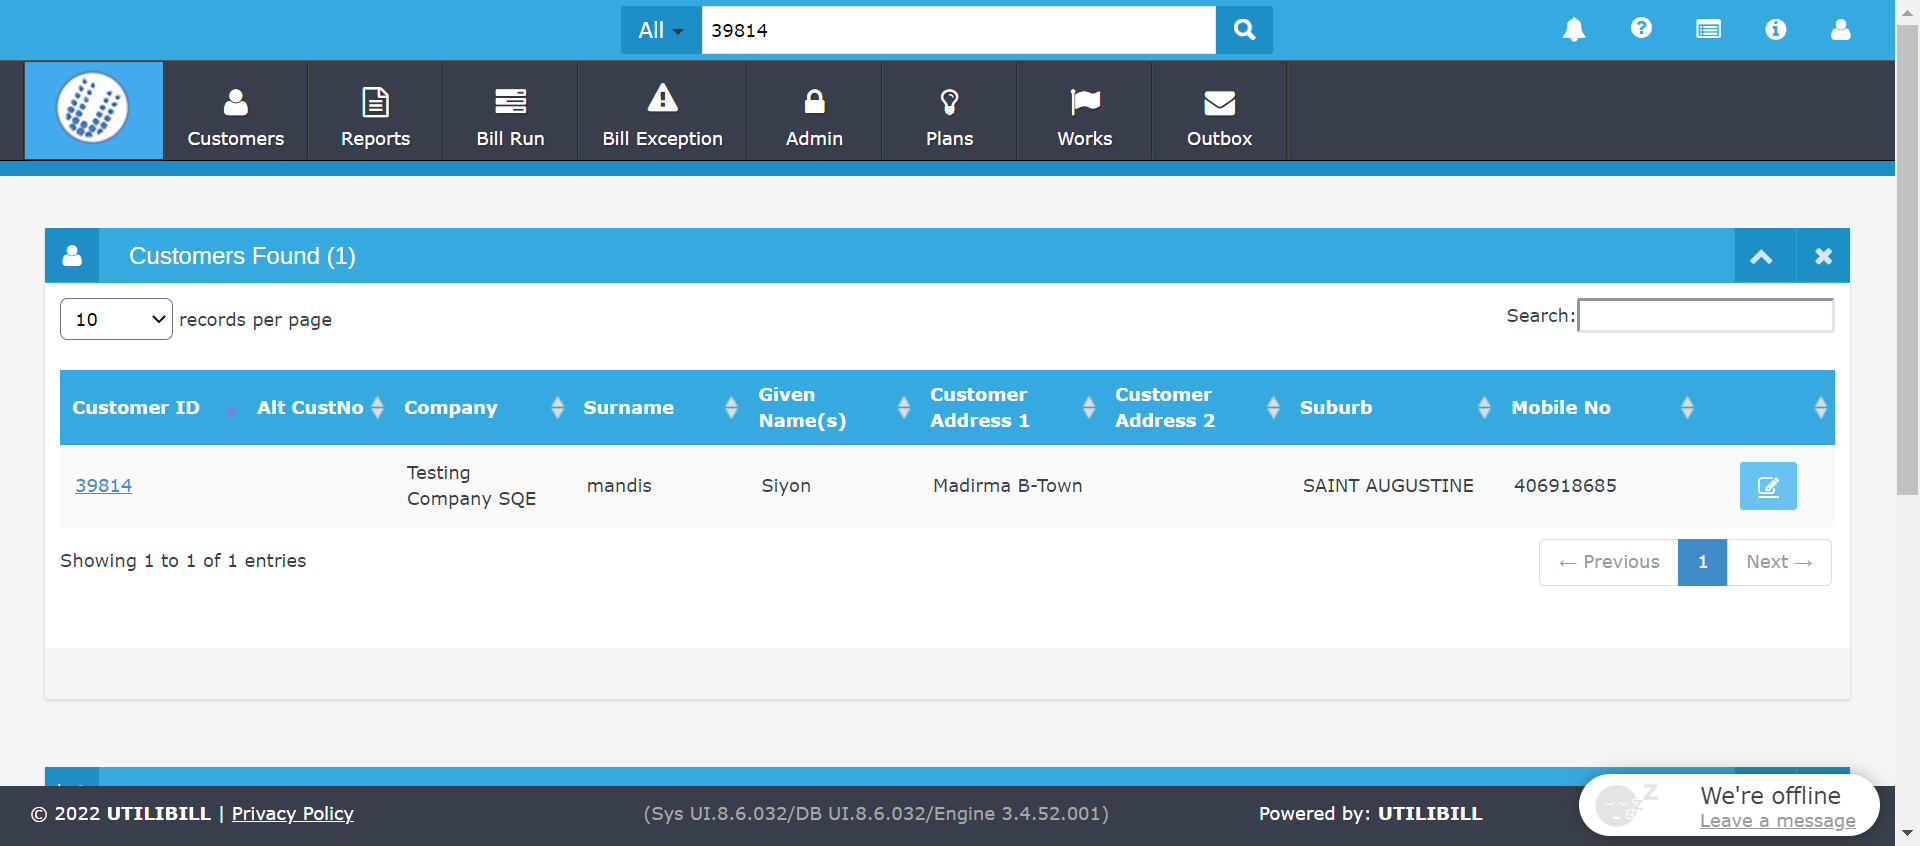 All 39814
Customers Reports Bill Run Bill Exception Admin Plans Works Outbox
Customers Found (1)
10 records per page Search:
Customer ID Alt CustNo Company Surname Given Name(s) Customer Address 1 Customer Address 2 Suburb Mobile No
39814 Testing Company SQE mandis Siyon Madirma B-Town SAINT AUGUSTINE 406918685
Showing 1 to 1 of 1 entries ← Previous 1 Next →
© 2022 UTILIBILL | Privacy Policy (Sys UI.8.6.032/DB UI.8.6.032/Engine 3.4.52.001) Powered by: UTILIBILL
We're offline
Leave a message